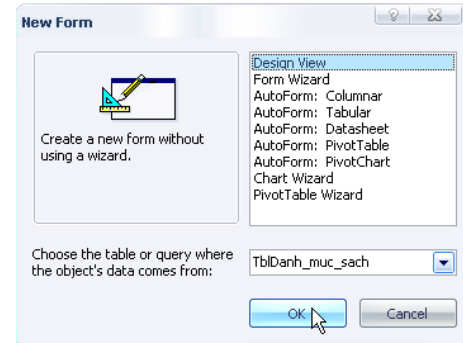 New Form
Create a new form without
using a wizard.
Design View
Form Wizard
AutoForm: Columnar
AutoForm: Tabular
AutoForm: Datasheet
AutoForm: PivotTable
AutoForm: PivotChart
Chart Wizard
PivotTable Wizard
Choose the table or query where
the object's data comes from:
TblDanh_muc_sach
OK
Cancel